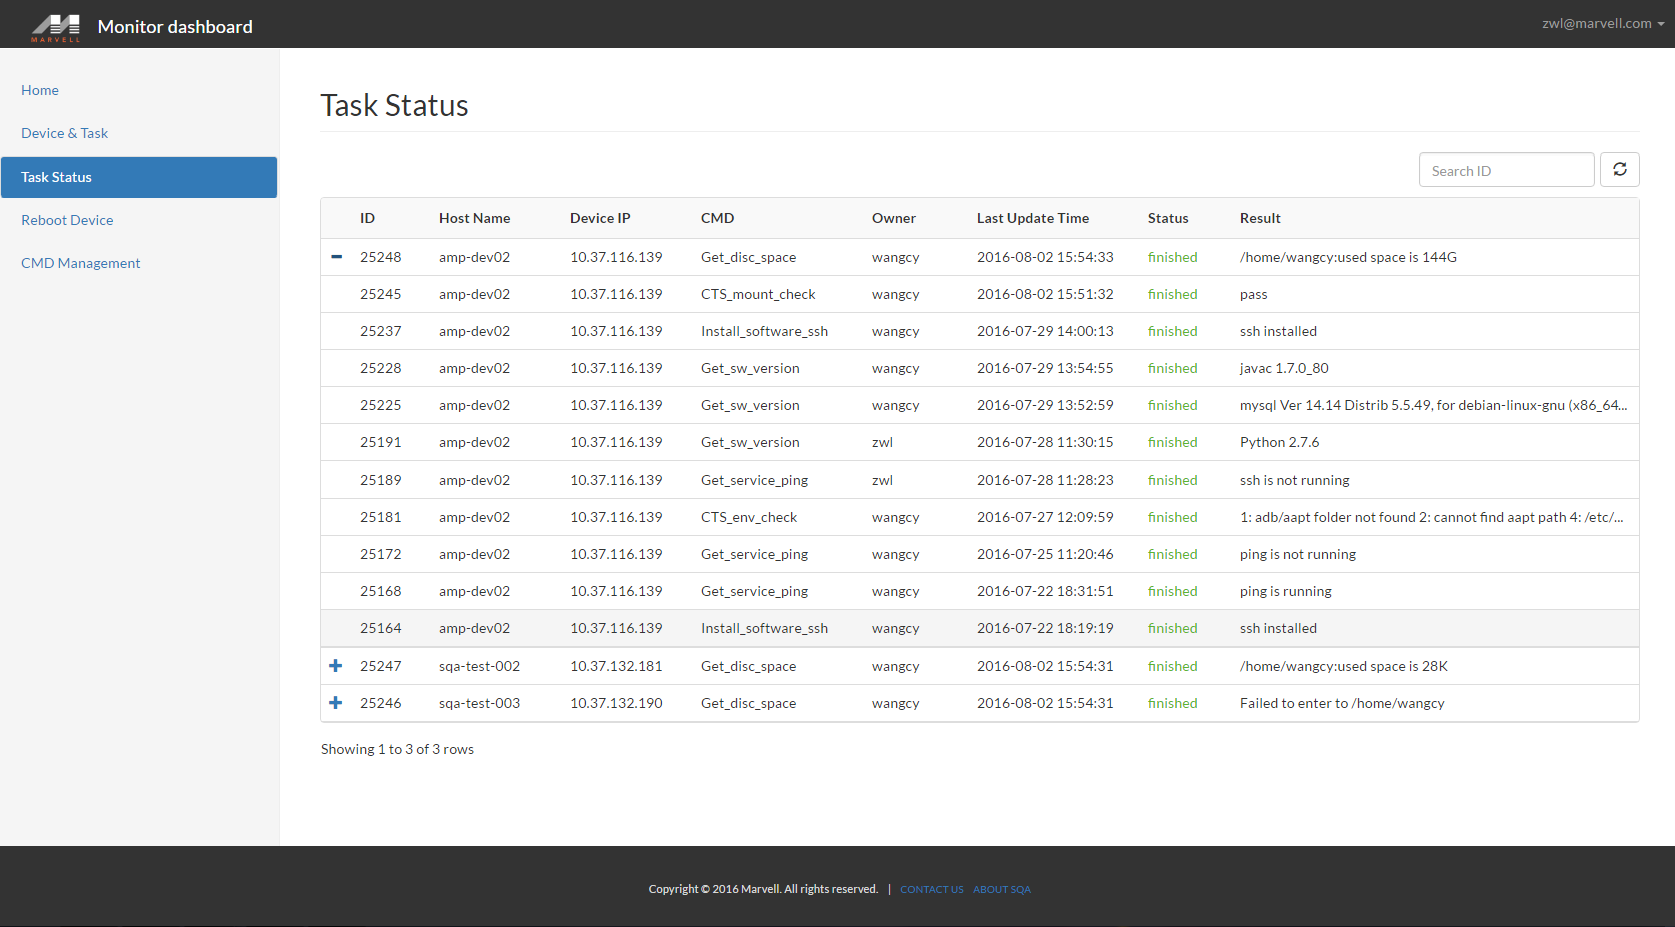 MARVELL Monitor dashboard zwl@marvell.com
Home
Device & Task
Task Status
Reboot Device
CMD Management
Task Status
Search ID
ID Host Name Device IP CMD Owner Last Update Time Status Result
25248 amp-dev02 10.37.116.139 Get_disc_space wangcy 2016-08-02 15:54:33 finished /home/wangcy:used space is 144G
25245 amp-dev02 10.37.116.139 CTS_mount_check wangcy 2016-08-02 15:51:32 finished pass
25237 amp-dev02 10.37.116.139 Install_software_ssh wangcy 2016-07-29 14:00:13 finished ssh installed
25228 amp-dev02 10.37.116.139 Get_sw_version wangcy 2016-07-29 13:54:55 finished javac 1.7.0_80
25225 amp-dev02 10.37.116.139 Get_sw_version wangcy 2016-07-29 13:52:59 finished mysql Ver 14.14 Distrib 5.5.49, for debian-linux-gnu (x86_64...
25191 amp-dev02 10.37.116.139 Get_sw_version zwl 2016-07-28 11:30:15 finished Python 2.7.6
25189 amp-dev02 10.37.116.139 Get_service_ping zwl 2016-07-28 11:28:23 finished ssh is not running
25181 amp-dev02 10.37.116.139 CTS_env_check wangcy 2016-07-27 12:09:59 finished 1: adb/aapt folder not found 2: cannot find aapt path 4: /etc/...
25172 amp-dev02 10.37.116.139 Get_service_ping wangcy 2016-07-25 11:20:46 finished ping is not running
25168 amp-dev02 10.37.116.139 Get_service_ping wangcy 2016-07-22 18:31:51 finished ping is running
25164 amp-dev02 10.37.116.139 Install_software_ssh wangcy 2016-07-22 18:19:19 finished ssh installed
25247 sqa-test-002 10.37.132.181 Get_disc_space wangcy 2016-08-02 15:54:31 finished /home/wangcy:used space is 28K
25246 sqa-test-003 10.37.132.190 Get_disc_space wangcy 2016-08-02 15:54:31 finished Failed to enter to /home/wangcy
Showing 1 to 3 of 3 rows
Copyright © 2016 Marvell. All rights reserved. | CONTACT US ABOUT SQA